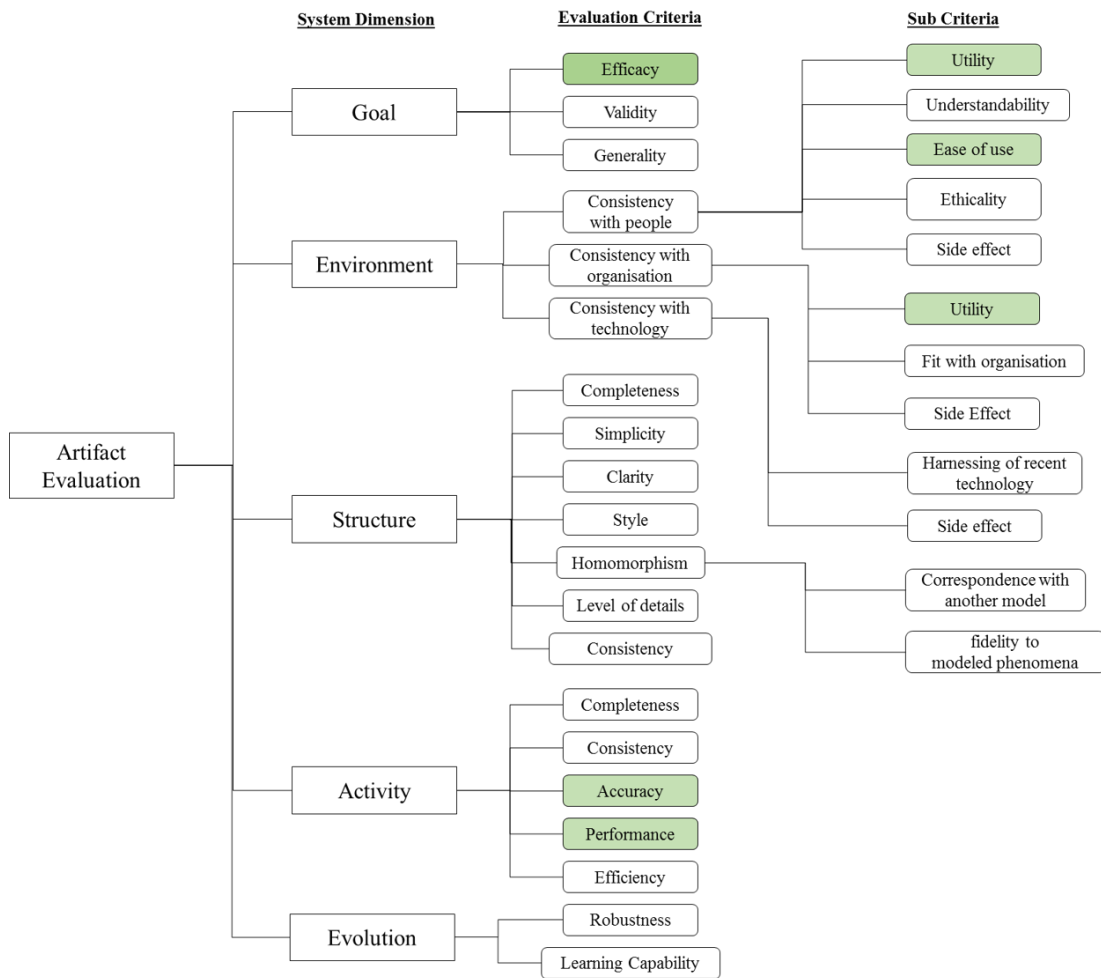 System Dimension
Evaluation Criteria
Sub Criteria
Artifact
Evaluation
Goal
Efficacy
Validity
Generality
Environment
Consistency
with people
Utility
Understandability
Ease of use
Ethicality
Side effect
Consistency with
organisation
Utility
Fit with organisation
Side Effect
Consistency with
technology
Harnessing of recent
technology
Side effect
Structure
Completeness
Simplicity
Clarity
Style
Homomorphism
Correspondence with
another model
fidelity to
modeled phenomena
Level of details
Consistency
Activity
Completeness
Consistency
Accuracy
Performance
Efficiency
Evolution
Robustness
Learning Capability